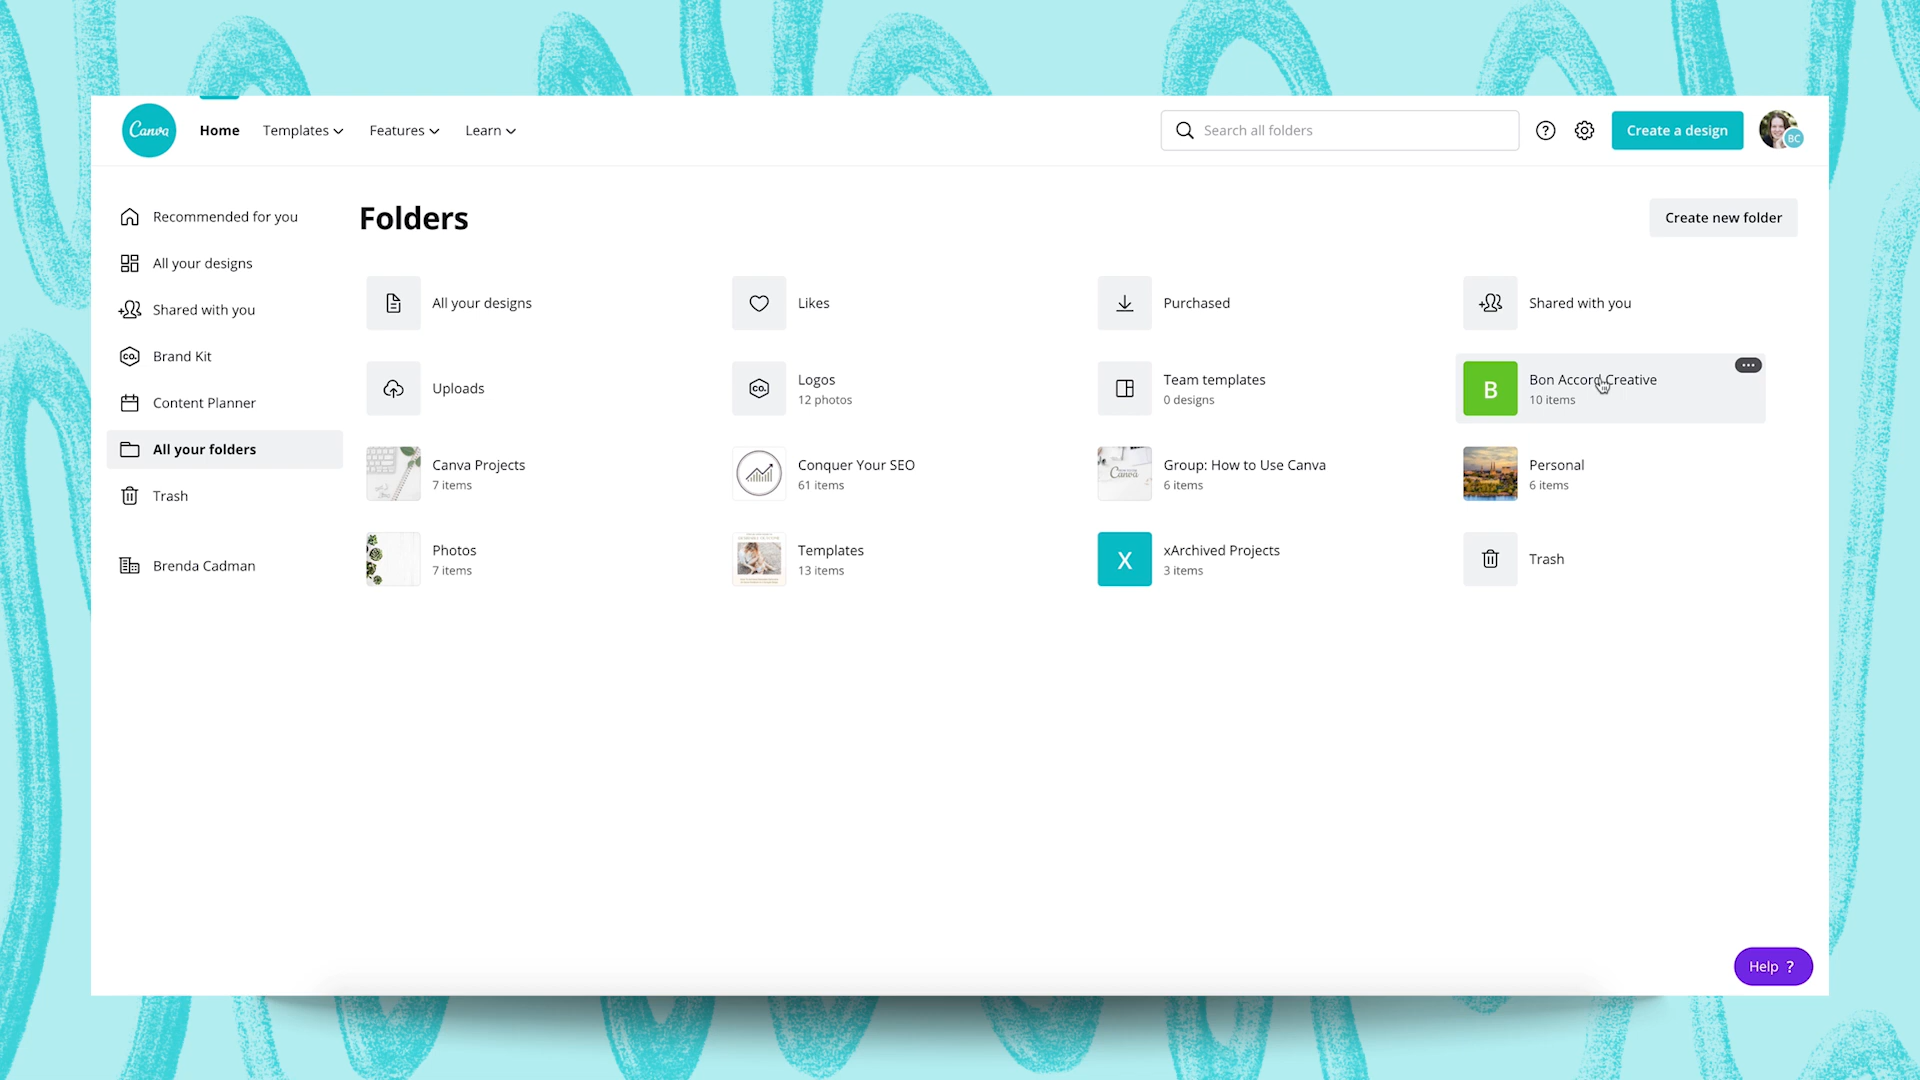 Canva
Home
Templates
Features
Learn
Search all folders
Create a design
BC
Recommended for you
All your designs
Shared with you
Brand Kit
Content Planner
All your folders
Trash
Brenda Cadman
Folders
Create new folder
All your designs
Likes
Purchased
Shared with you
Uploads
CO.
Logos
12 photos
Team templates
0 designs
B
Bon Accord Creative
10 items
Canva Projects
7 items
Conquer Your SEO
61 items
Canva
Group: How to Use Canva
6 items
Personal
6 items
Photos
7 items
Templates
13 items
X
xArchived Projects
3 items
Trash
Help ?